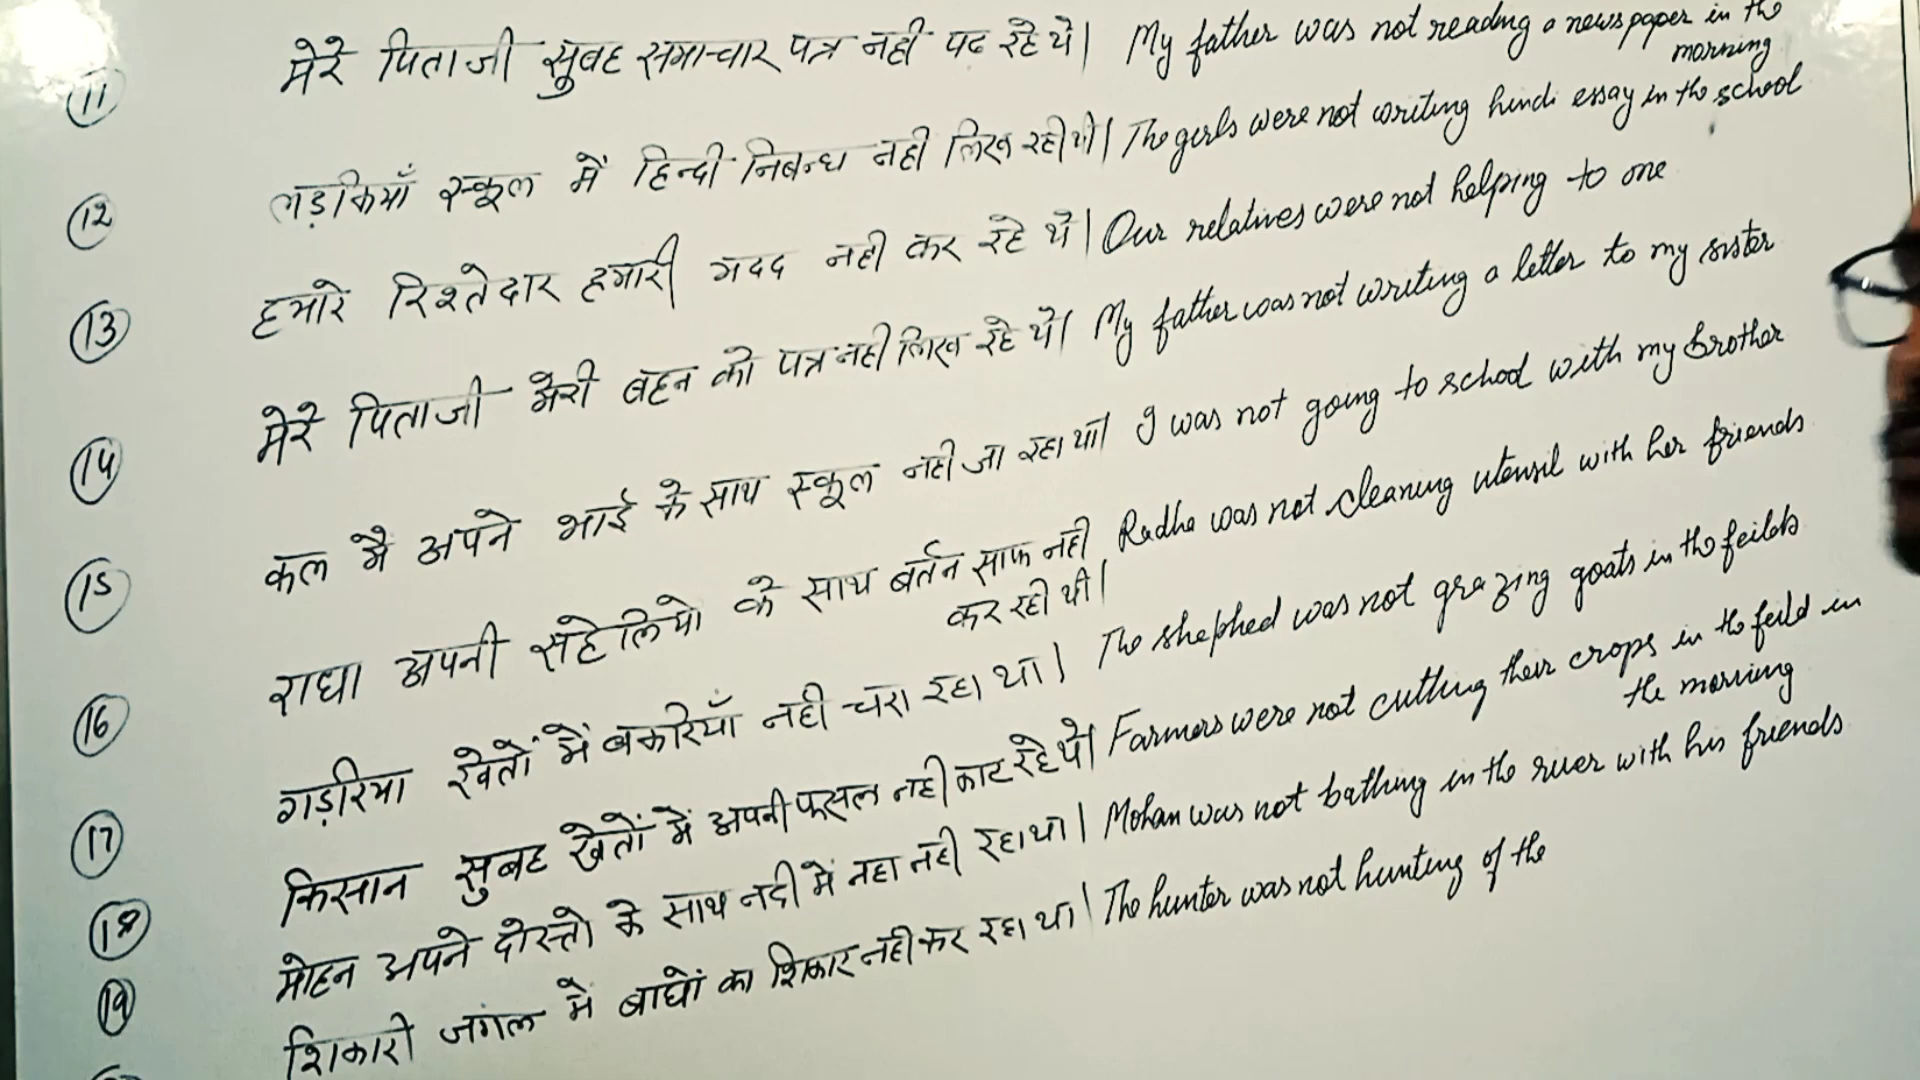 11 मेरे पिताजी सुबह समाचार पत्र नही पढ रहे थे। My father was not reading a newspaper in the
morning
12 लड़कियाँ स्कूल में हिन्दी निबन्ध नही लिख रही थी। The girls were not writing hindi essay in the school
13 हमारे रिश्तेदार हमारी मदद नही कर रहे थे। Our relatives were not helping to one
14 मेरे पिताजी मेरी बहन को पत्र नही लिख रहे थे। My father was not writing a letter to my sister
15 कल मै अपने भाई के साथ स्कूल नही जा रहा था। I was not going to school with my brother
16 राधा अपनी सहेलियो के साथ बर्तन साफ नही Radha was not cleaning utensil with her friends
कर रही थी।
17 गड़रिया खेतों में बकरियाँ नही चरा रहा था। The shephed was not grazing goats in the feilds
18 किसान सुबह खेतों में अपनी फसल नही काट रहे थे। Farmers were not cutting their crops in the feild in
the morning
19 मोहन अपने दोस्तो के साथ नदी में नहा नही रहा था। Mohan was not bathing in the river with his friends
शिकारी जंगल में बाघों का शिकार नही कर रहा था। The hunter was not hunting of the